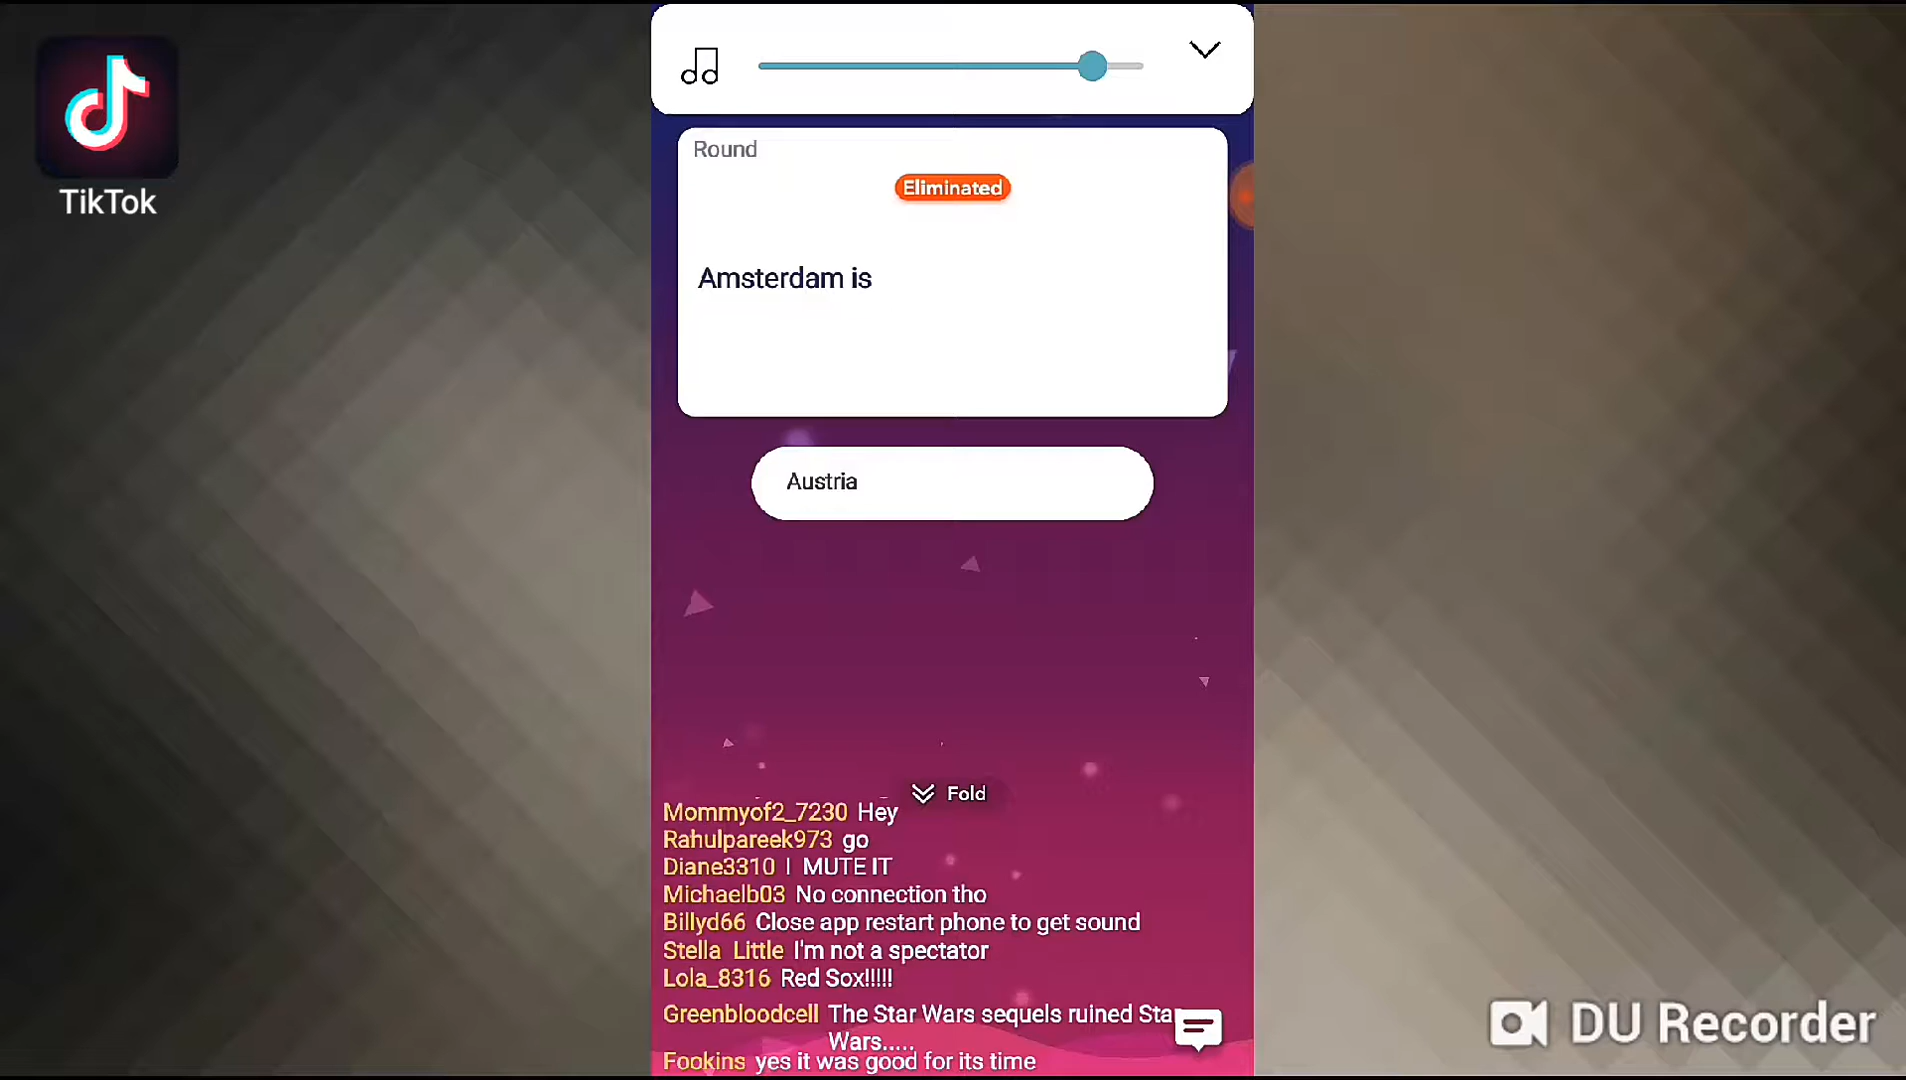 TikTok
Round
Eliminated
Amsterdam is
Austria
Fold
Mommyof2_7230 Hey
Rahulpareek973 go
Diane3310 I MUTE IT
Michaelb03 No connection tho
Billyd66 Close app restart phone to get sound
Stella Little I'm not a spectator
Lola_8316 Red Sox!!!!!
Greenbloodcell The Star Wars sequels ruined Star
Wars.....
Fookins yes it was good for its time
DU Recorder